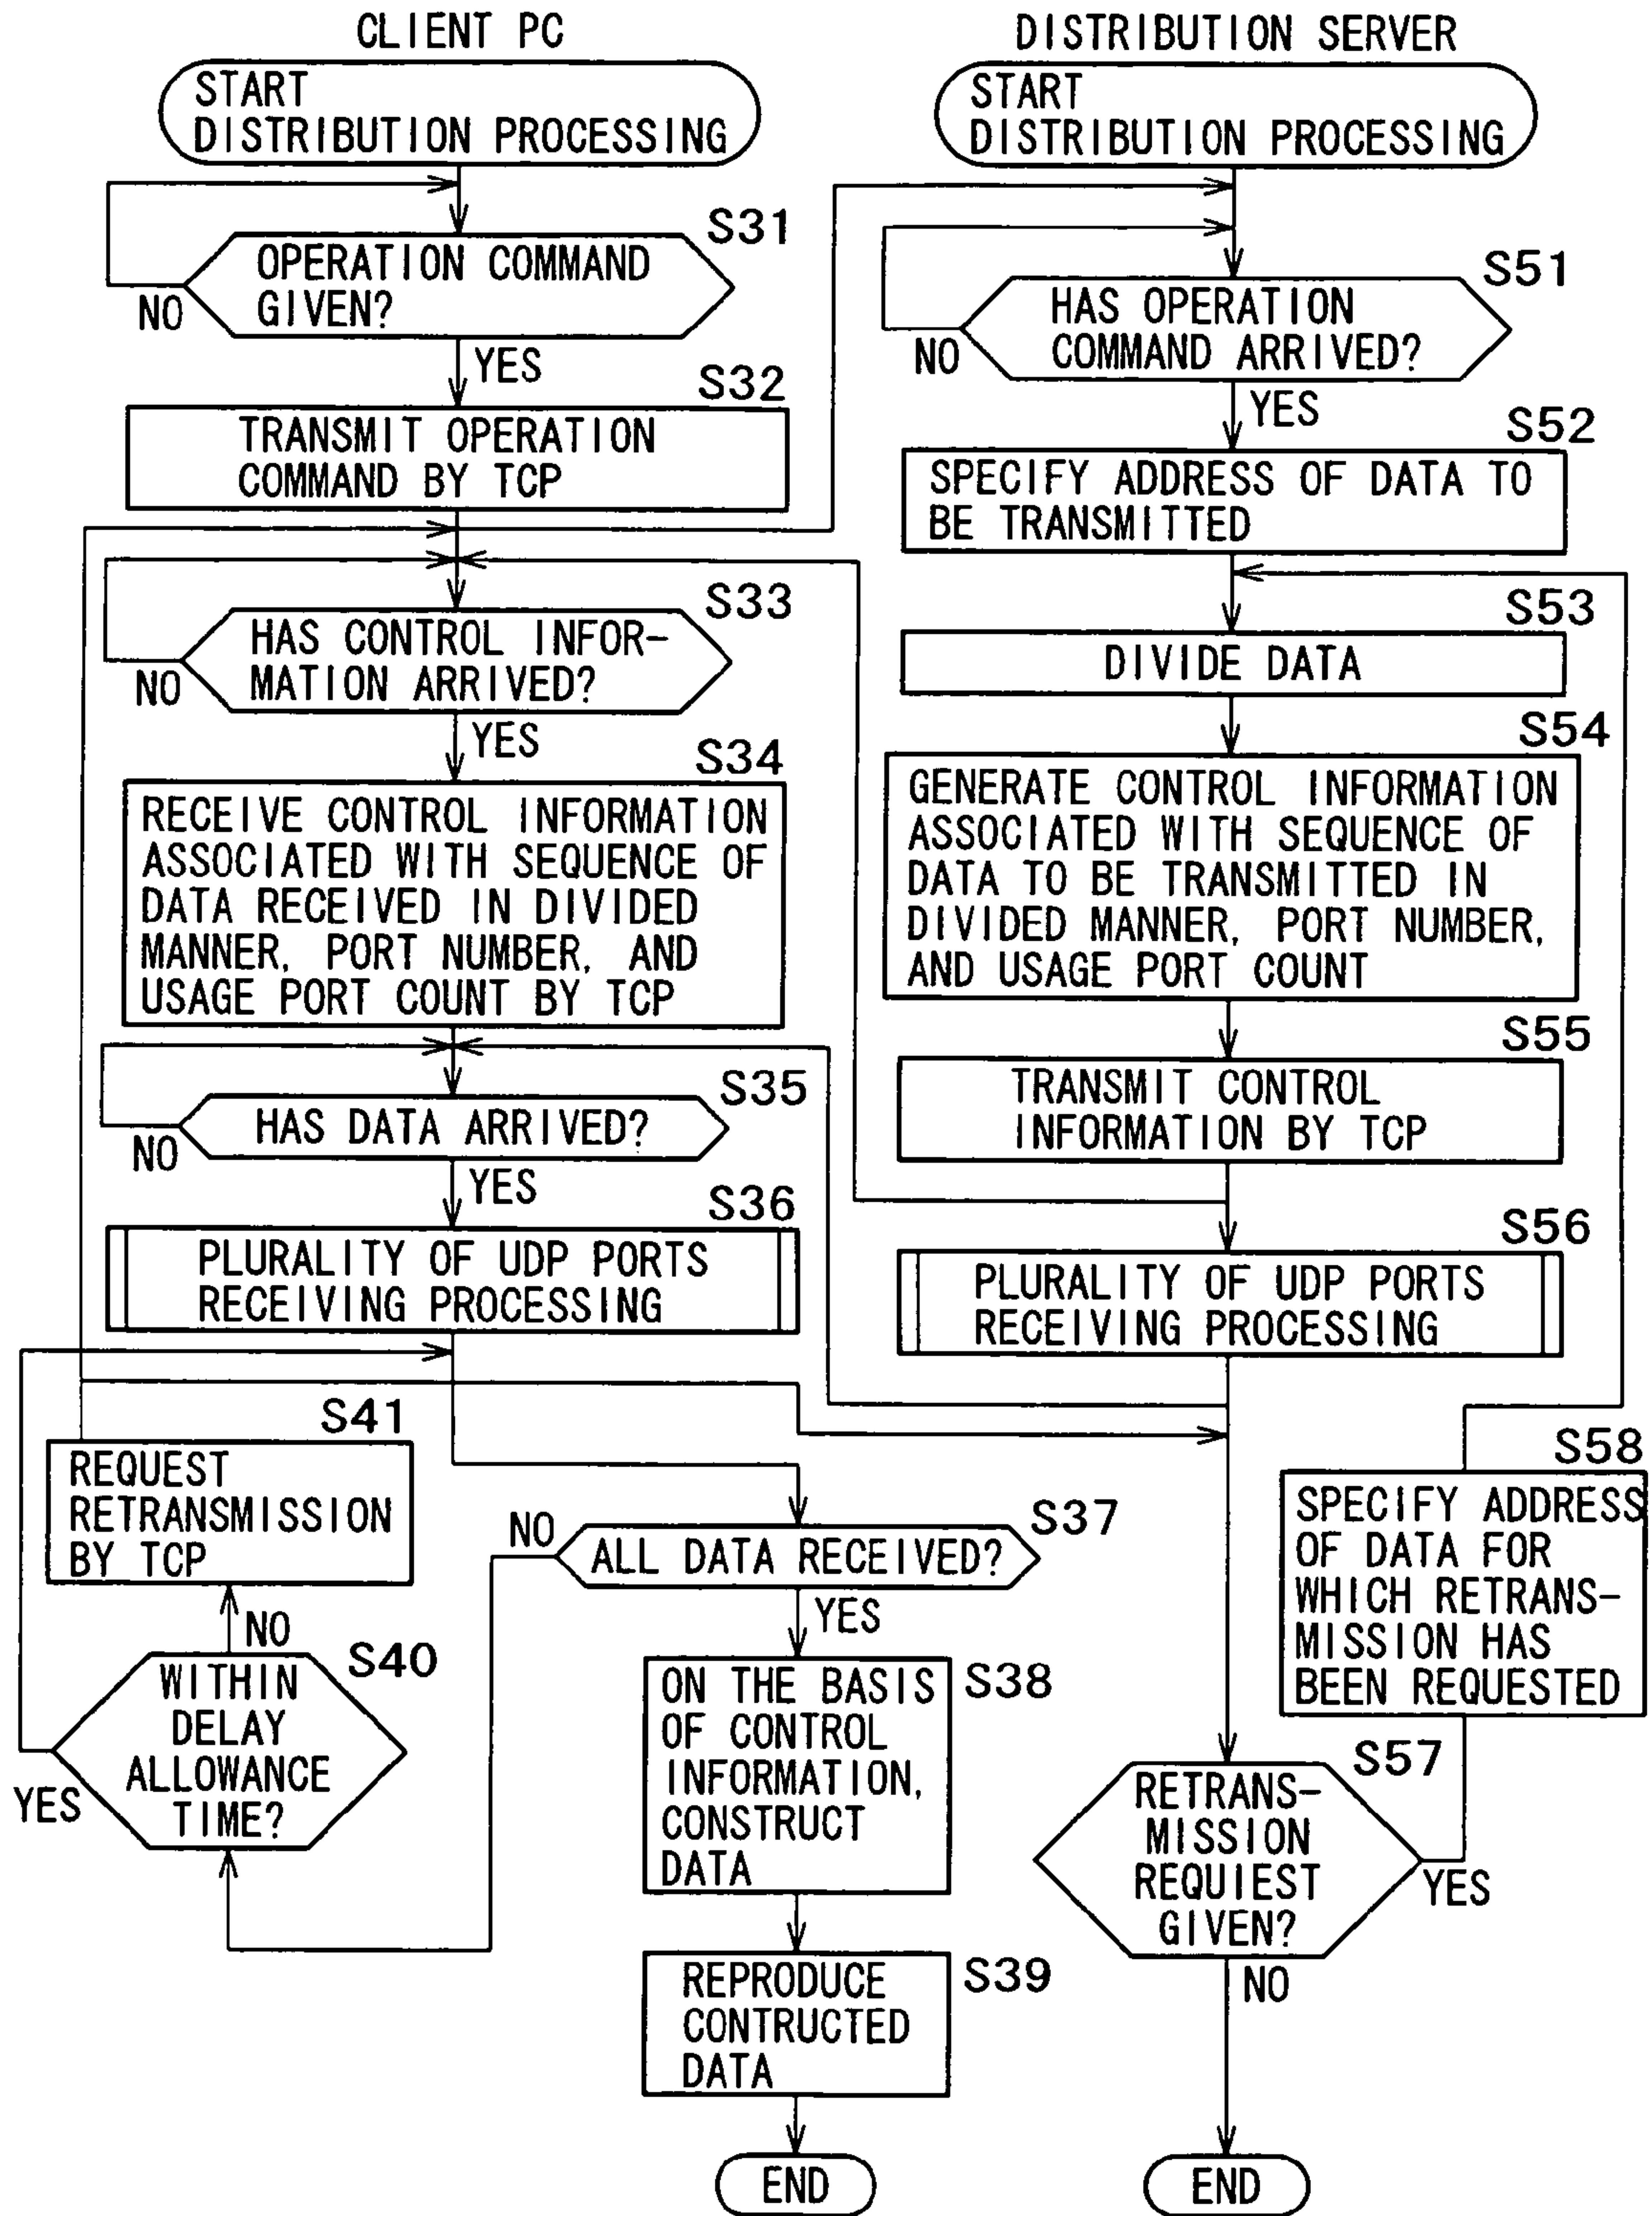 CLIENT PC
START
DISTRIBUTION PROCESSING
S31
OPERATION COMMAND
GIVEN?
NO
YES
S32
TRANSMIT OPERATION
COMMAND BY TCP
S33
HAS CONTROL INFOR-
MATION ARRIVED?
NO
YES
S34
RECEIVE CONTROL INFORMATION
ASSOCIATED WITH SEQUENCE OF
DATA RECEIVED IN DIVIDED
MANNER, PORT NUMBER, AND
USAGE PORT COUNT BY TCP
S35
HAS DATA ARRIVED?
NO
YES
S36
PLURALITY OF UDP PORTS
RECEIVING PROCESSING
S41
REQUEST
RETRANSMISSION
BY TCP
NO
S40
WITHIN
DELAY
ALLOWANCE
TIME?
YES
S37
NO
ALL DATA RECEIVED?
YES
S38
ON THE BASIS
OF CONTROL
INFORMATION,
CONSTRUCT
DATA
S39
REPRODUCE
CONTRUCTED
DATA
END
DISTRIBUTION SERVER
START
DISTRIBUTION PROCESSING
S51
HAS OPERATION
COMMAND ARRIVED?
NO
YES
S52
SPECIFY ADDRESS OF DATA TO
BE TRANSMITTED
S53
DIVIDE DATA
S54
GENERATE CONTROL INFORMATION
ASSOCIATED WITH SEQUENCE OF
DATA TO BE TRANSMITTED IN
DIVIDED MANNER, PORT NUMBER,
AND USAGE PORT COUNT
S55
TRANSMIT CONTROL
INFORMATION BY TCP
S56
PLURALITY OF UDP PORTS
RECEIVING PROCESSING
S58
SPECIFY ADDRESS
OF DATA FOR
WHICH RETRANS-
MISSION HAS
BEEN REQUESTED
S57
RETRANS-
MISSION
REQUIEST
GIVEN?
YES
NO
END